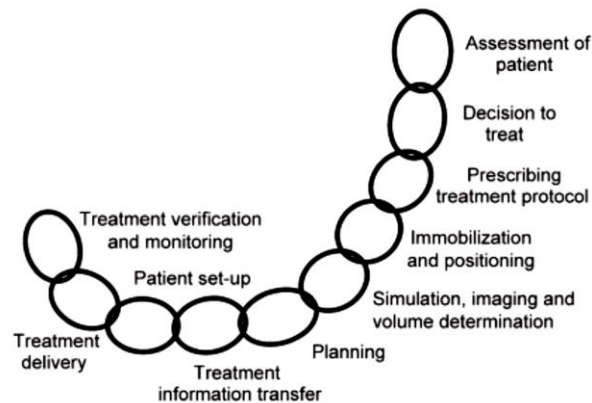 Assessment of
patient
Decision to
treat
Prescribing
treatment protocol
Immobilization
and positioning
Simulation, imaging and
volume determination
Planning
Treatment
information transfer
Patient set-up
Treatment
delivery
Treatment verification
and monitoring